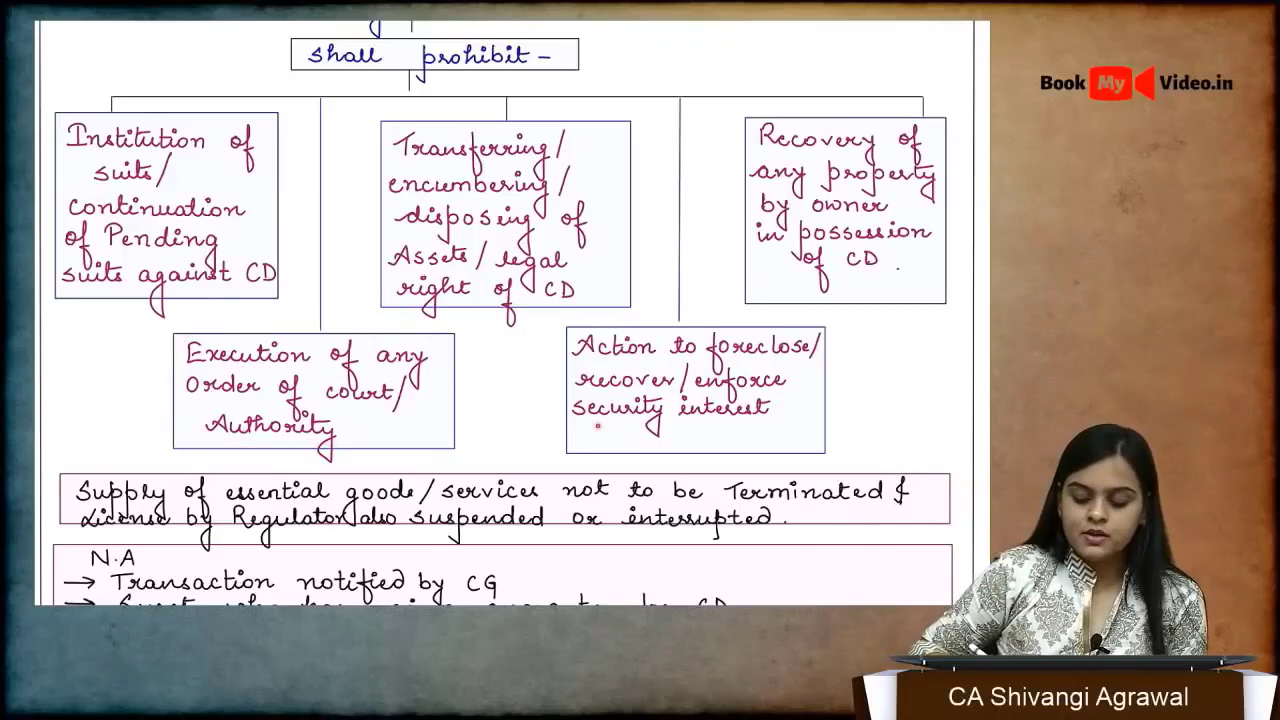 shall prohibit -
Book My Video.in
Institution of
suits/
continuation
of Pending
suits against CD
Transferring/
encumbering/
disposing of
Assets/legal
right of CD
Recovery of
any property
by owner
in possession
of CD
Execution of any
Order of court/
Authority
Action to foreclose/
recover/enforce
security interest
Supply of essential goods/services not to be Terminated &
License by Regulator also suspended or interrupted.
N.A
→ Transaction notified by CG
CA Shivangi Agrawal